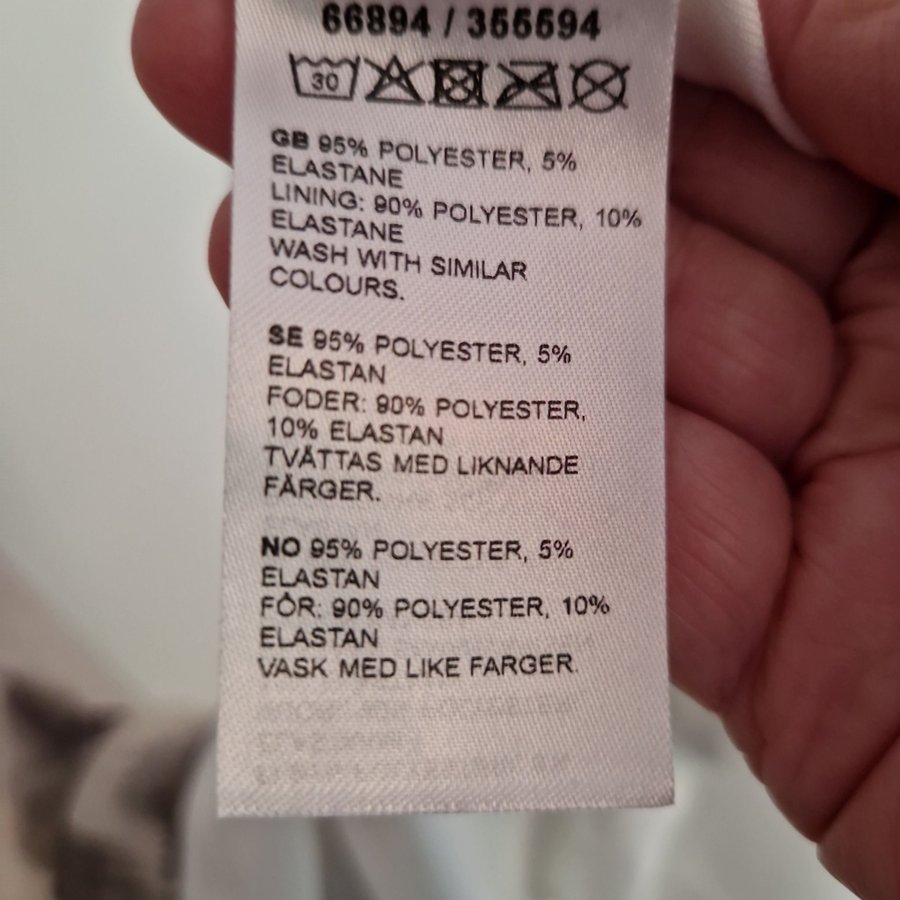 66894 / 355594
30
GB 95% POLYESTER, 5%
ELASTANE
LINING: 90% POLYESTER, 10%
ELASTANE
WASH WITH SIMILAR
COLOURS.
SE 95% POLYESTER, 5%
ELASTAN
FODER: 90% POLYESTER,
10% ELASTAN
TVÄTTAS MED LIKNANDE
FÄRGER.
NO 95% POLYESTER, 5%
ELASTAN
FÔR: 90% POLYESTER, 10%
ELASTAN
VASK MED LIKE FARGER.